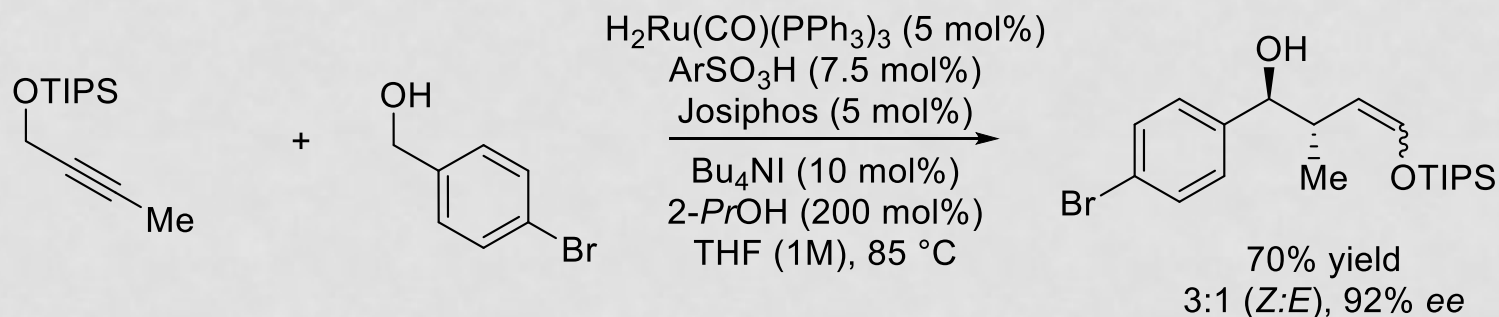 OTIPS
Me
+
OH
Br
H₂Ru(CO)(PPh₃)₃ (5 mol%)
ArSO₃H (7.5 mol%)
Josiphos (5 mol%)
Bu₄NI (10 mol%)
2-PrOH (200 mol%)
THF (1M), 85 °C
OH
Me
OTIPS
Br
70% yield
3:1 (Z:E), 92% ee